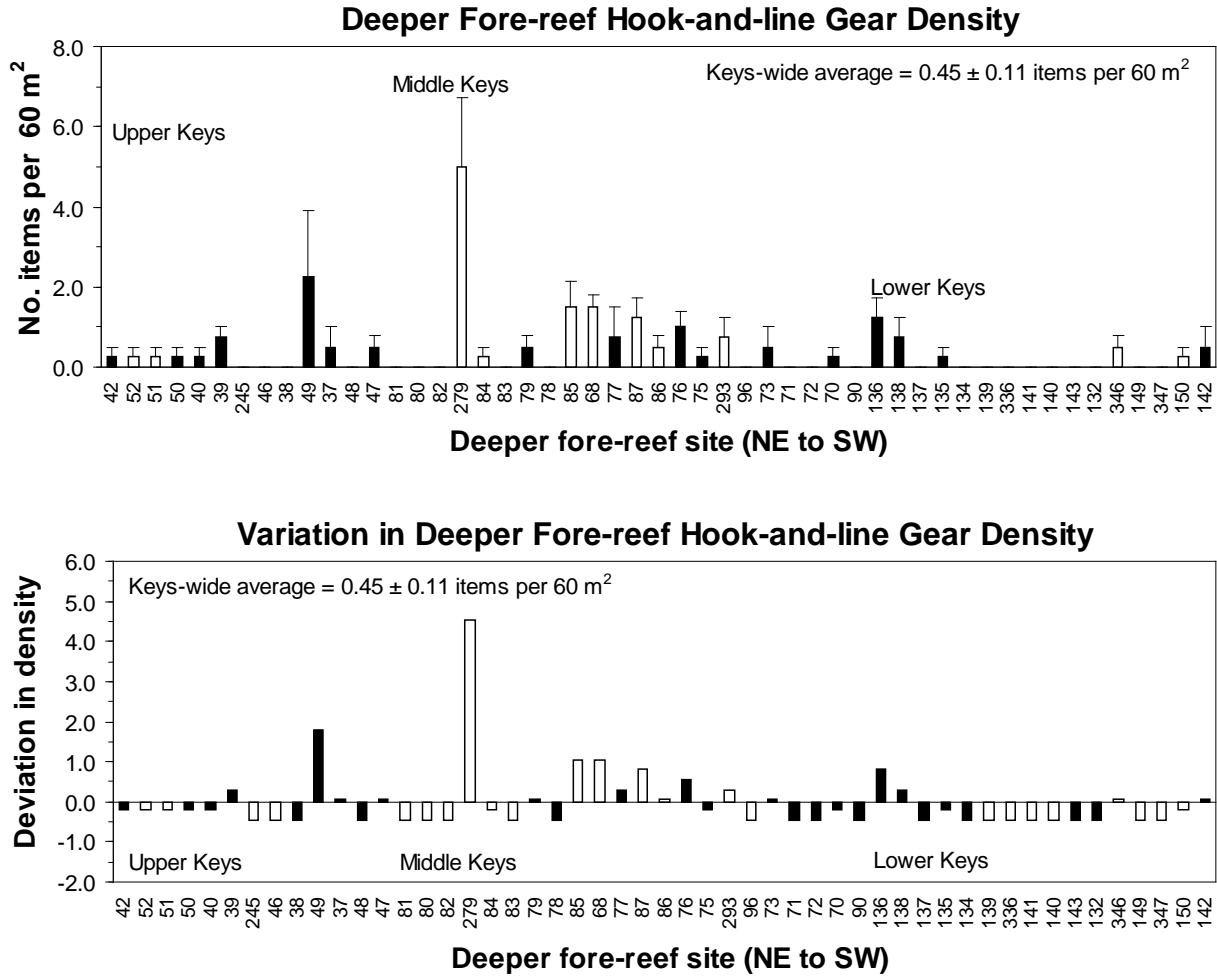 Deeper Fore-reef Hook-and-line Gear Density
No. items per 60 m²
8.0
6.0
4.0
2.0
0.0
Keys-wide average = 0.45 ± 0.11 items per 60 m²
Upper Keys
Middle Keys
Lower Keys
42 52 51 50 40 39 245 46 38 49 37 48 47 81 80 82 279 84 83 79 78 85 68 77 87 86 76 75 293 96 73 71 72 70 90 136 138 137 135 134 139 336 141 140 143 132 346 149 347 150 142
Deeper fore-reef site (NE to SW)
Variation in Deeper Fore-reef Hook-and-line Gear Density
Deviation in density
6.0
5.0
4.0
3.0
2.0
1.0
0.0
-1.0
-2.0
Keys-wide average = 0.45 ± 0.11 items per 60 m²
Upper Keys
Middle Keys
Lower Keys
42 52 51 50 40 39 245 46 38 49 37 48 47 81 80 82 279 84 83 79 78 85 68 77 87 86 76 75 293 96 73 71 72 70 90 136 138 137 135 134 139 336 141 140 143 132 346 149 347 150 142
Deeper fore-reef site (NE to SW)